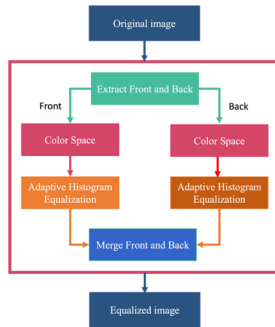 Original image
Extract Front and Back
Front
Back
Color Space
Color Space
Adaptive Histogram
Equalization
Adaptive Histogram
Equalization
Merge Front and Back
Equalized image